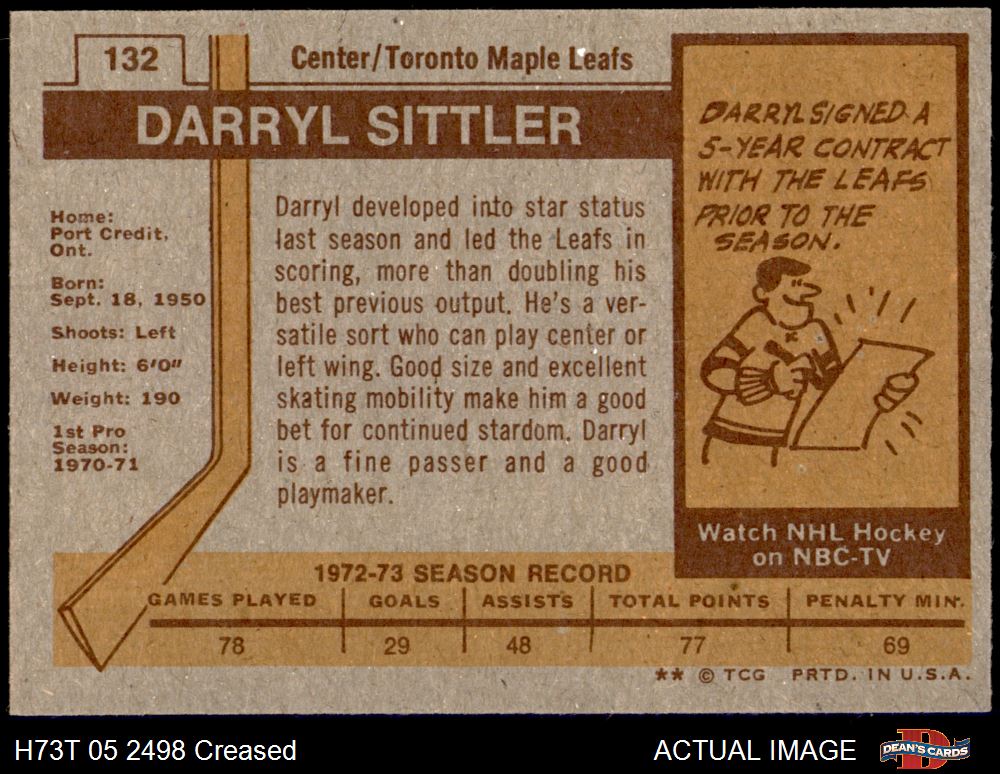 132
Center/Toronto Maple Leafs
DARRYL SITTLER
Home:
Port Credit,
Ont.
Born:
Sept. 18, 1950
Shoots: Left
Height: 6'0"
Weight: 190
1st Pro
Season:
1970-71
Darryl developed into star status
last season and led the Leafs in
scoring, more than doubling his
best previous output. He's a ver-
satile sort who can play center or
left wing. Good size and excellent
skating mobility make him a good
bet for continued stardom. Darryl
is a fine passer and a good
playmaker.
DARRYL SIGNED A
5-YEAR CONTRACT
WITH THE LEAFS
PRIOR TO THE
SEASON.
Watch NHL Hockey
on NBC-TV
1972-73 SEASON RECORD
GAMES PLAYED GOALS ASSISTS TOTAL POINTS PENALTY MIN.
78 29 48 77 69
** © TCG PRTD. IN U.S.A.
H73T 05 2498 Creased
ACTUAL IMAGE
DEAN'S CARDS